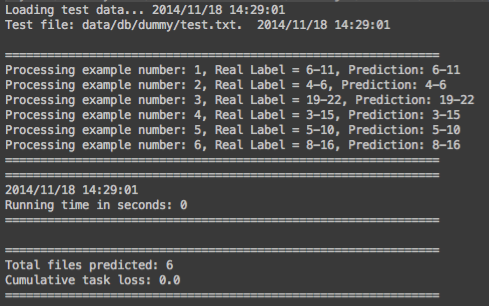 Loading test data... 2014/11/18 14:29:01
Test file: data/db/dummy/test.txt.  2014/11/18 14:29:01

==========================================================
Processing example number: 1, Real Label = 6-11, Prediction: 6-11
Processing example number: 2, Real Label = 4-6, Prediction: 4-6
Processing example number: 3, Real Label = 19-22, Prediction: 19-22
Processing example number: 4, Real Label = 3-15, Prediction: 3-15
Processing example number: 5, Real Label = 5-10, Prediction: 5-10
Processing example number: 6, Real Label = 8-16, Prediction: 8-16
==========================================================
==========================================================
2014/11/18 14:29:01
Running time in seconds: 0
==========================================================

==========================================================
Total files predicted: 6
Cumulative task loss: 0.0
==========================================================